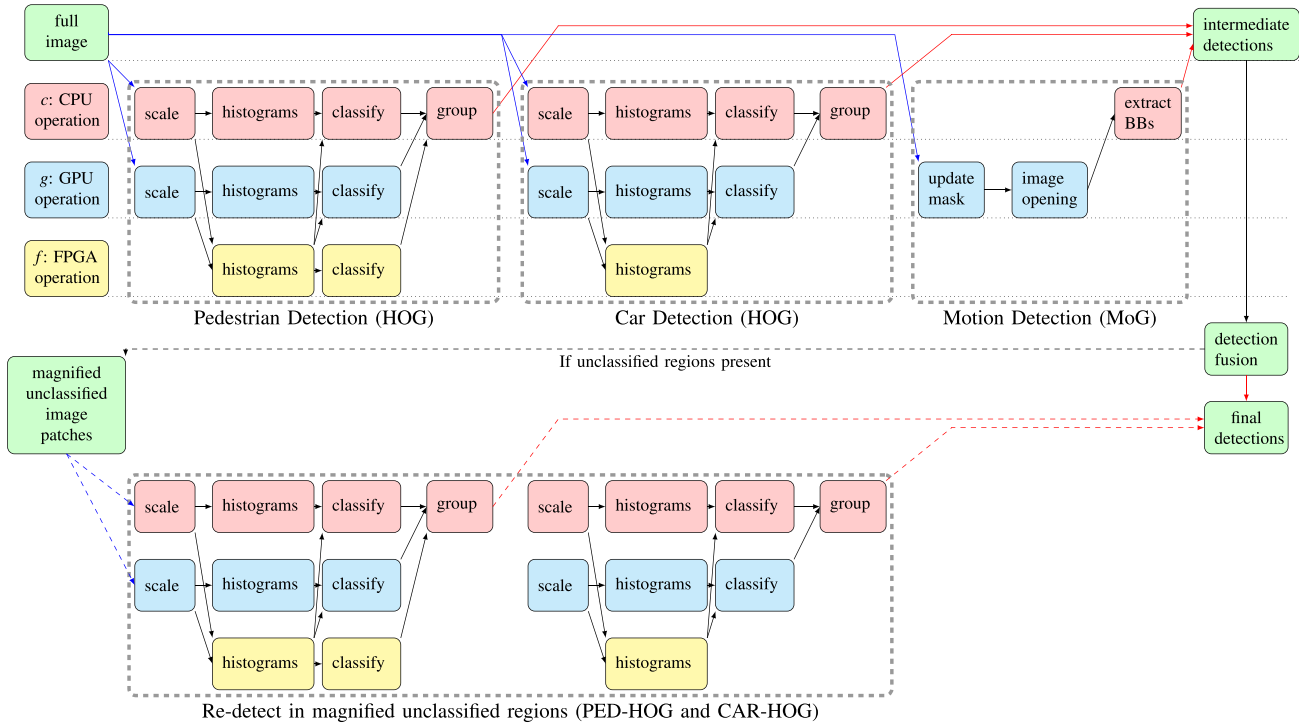 full
image
intermediate
detections
c: CPU
operation
scale
histograms
classify
group
scale
histograms
classify
group
extract
BBs
g: GPU
operation
scale
histograms
classify
scale
histograms
classify
update
mask
image
opening
f: FPGA
operation
histograms
classify
histograms
Pedestrian Detection (HOG)
Car Detection (HOG)
Motion Detection (MoG)
detection
fusion
If unclassified regions present
magnified
unclassified
image
patches
final
detections
scale
histograms
classify
group
scale
histograms
classify
group
scale
histograms
classify
scale
histograms
classify
histograms
classify
histograms
Re-detect in magnified unclassified regions (PED-HOG and CAR-HOG)